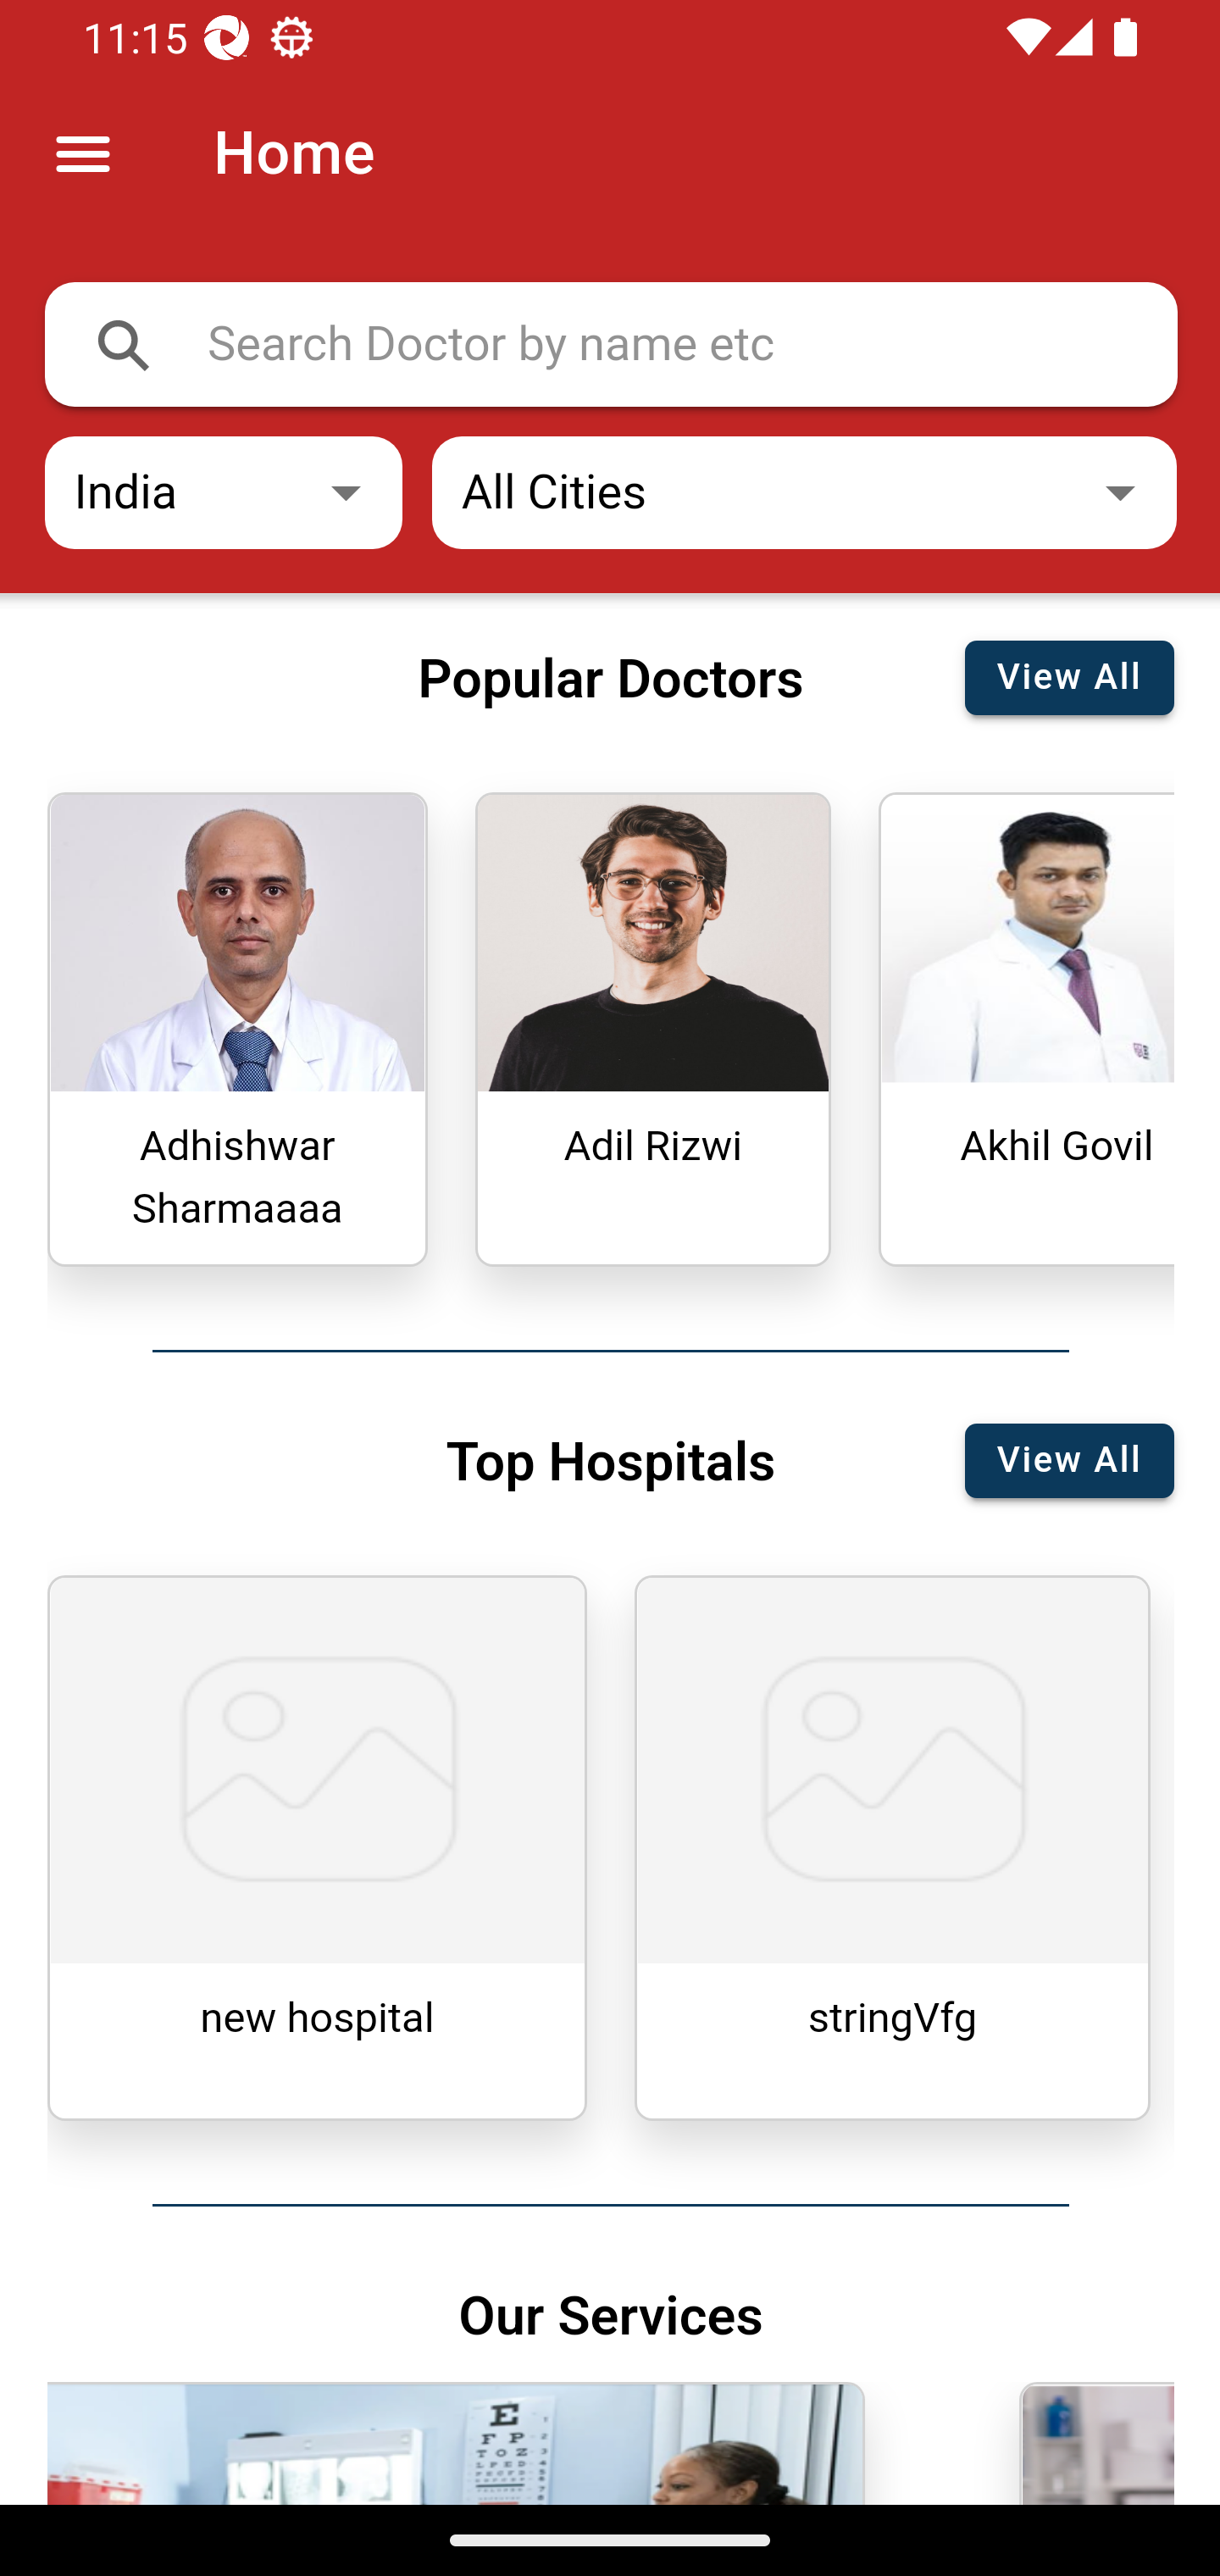 11:15
Home
Search Doctor by name etc
India
All Cities
Popular Doctors
View All
Adhishwar
Sharmaaaa
Adil Rizwi
Akhil Govil
Top Hospitals
View All
new hospital
stringVfg
Our Services
E
F P
T O Z
L P E D